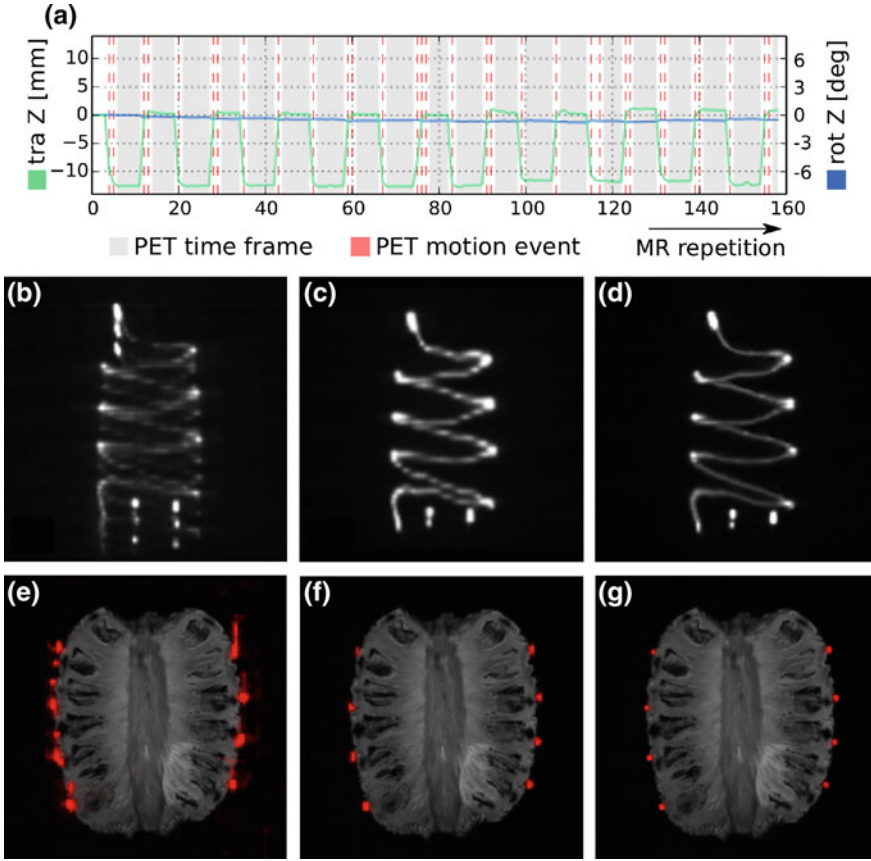 (a)
tra Z [mm]
10
5
0
−5
−10
6
3
0
−3
−6
rot Z [deg]
0 20 40 60 80 100 120 140 160
PET time frame PET motion event MR repetition
(b) (c) (d)
(e) (f) (g)